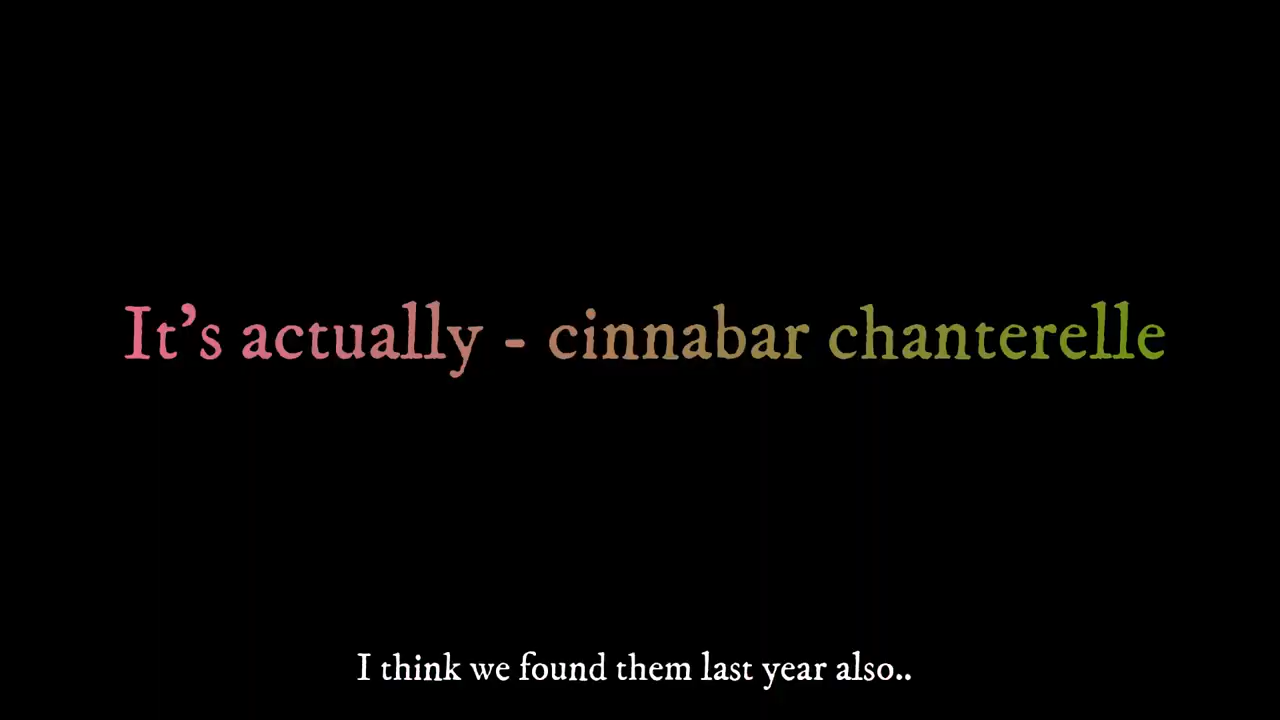 It's actually - cinnabar chanterelle
I think we found them last year also..